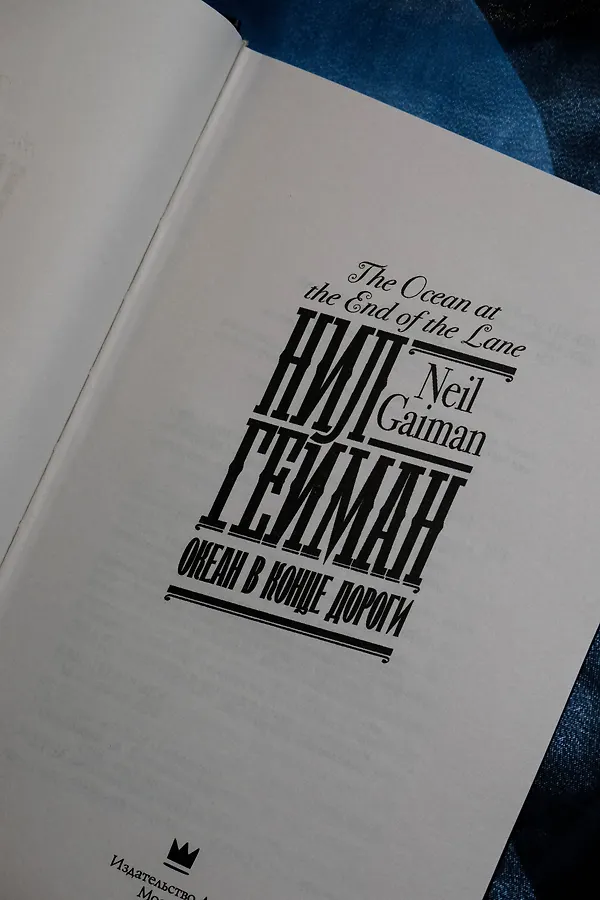 The Ocean at
the End of the Lane
НИЛ
Neil
Gaiman
ГЕЙМАН
ОКЕАН В КОНЦЕ ДОРОГИ
Издательство